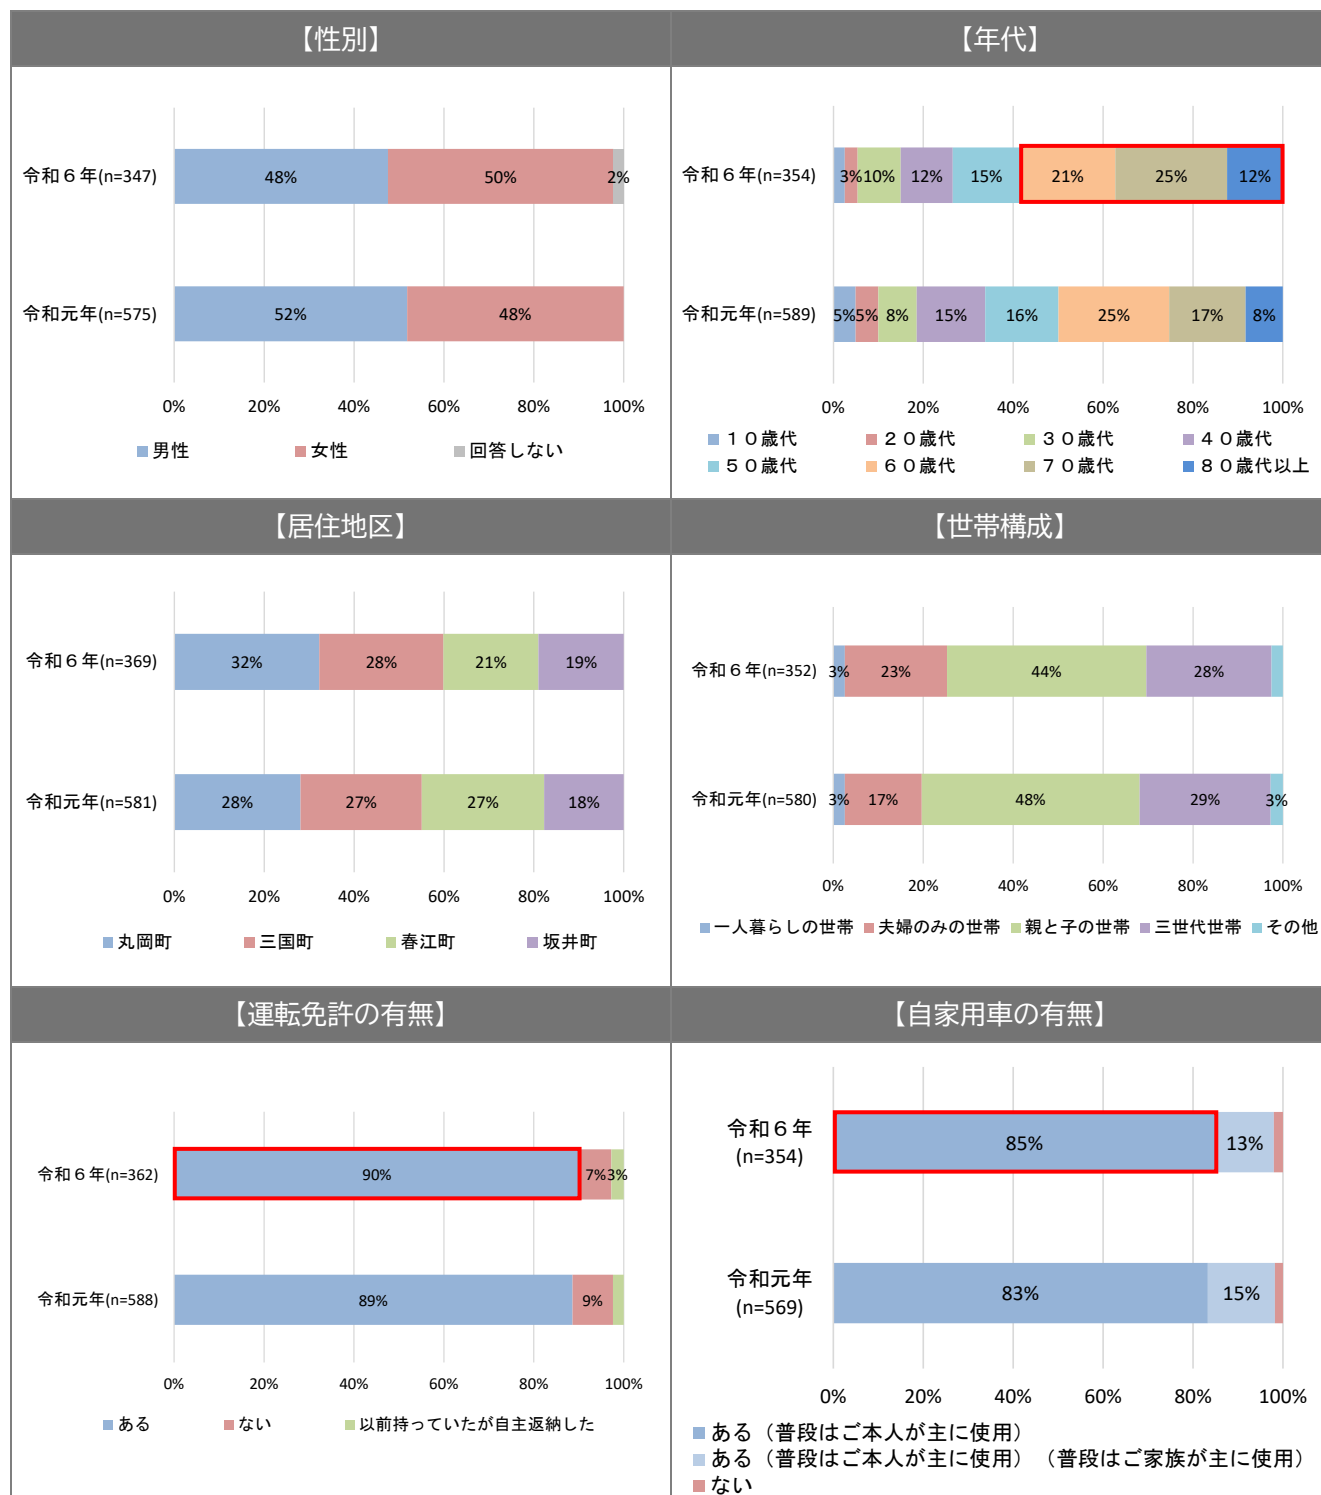 【性別】
令和６年(n=347)
48%
50%
2%
令和元年(n=575)
52%
48%
0%
20%
40%
60%
80%
100%
男性
女性
回答しない
【年代】
令和６年(n=354)
3%
10%
12%
15%
21%
25%
12%
令和元年(n=589)
5%
5%
8%
15%
16%
25%
17%
8%
0%
20%
40%
60%
80%
100%
１０歳代
２０歳代
３０歳代
４０歳代
５０歳代
６０歳代
７０歳代
８０歳代以上
【居住地区】
令和６年(n=369)
32%
28%
21%
19%
令和元年(n=581)
28%
27%
27%
18%
0%
20%
40%
60%
80%
100%
丸岡町
三国町
春江町
坂井町
【世帯構成】
令和６年(n=352)
3%
23%
44%
28%
令和元年(n=580)
3%
17%
48%
29%
3%
0%
20%
40%
60%
80%
100%
一人暮らしの世帯
夫婦のみの世帯
親と子の世帯
三世代世帯
その他
【運転免許の有無】
令和６年(n=362)
90%
7%
3%
令和元年(n=588)
89%
9%
0%
20%
40%
60%
80%
100%
ある
ない
以前持っていたが自主返納した
【自家用車の有無】
令和６年
(n=354)
85%
13%
令和元年
(n=569)
83%
15%
0%
20%
40%
60%
80%
100%
ある（普段はご本人が主に使用）
ある（普段はご本人が主に使用）（普段はご家族が主に使用）
ない